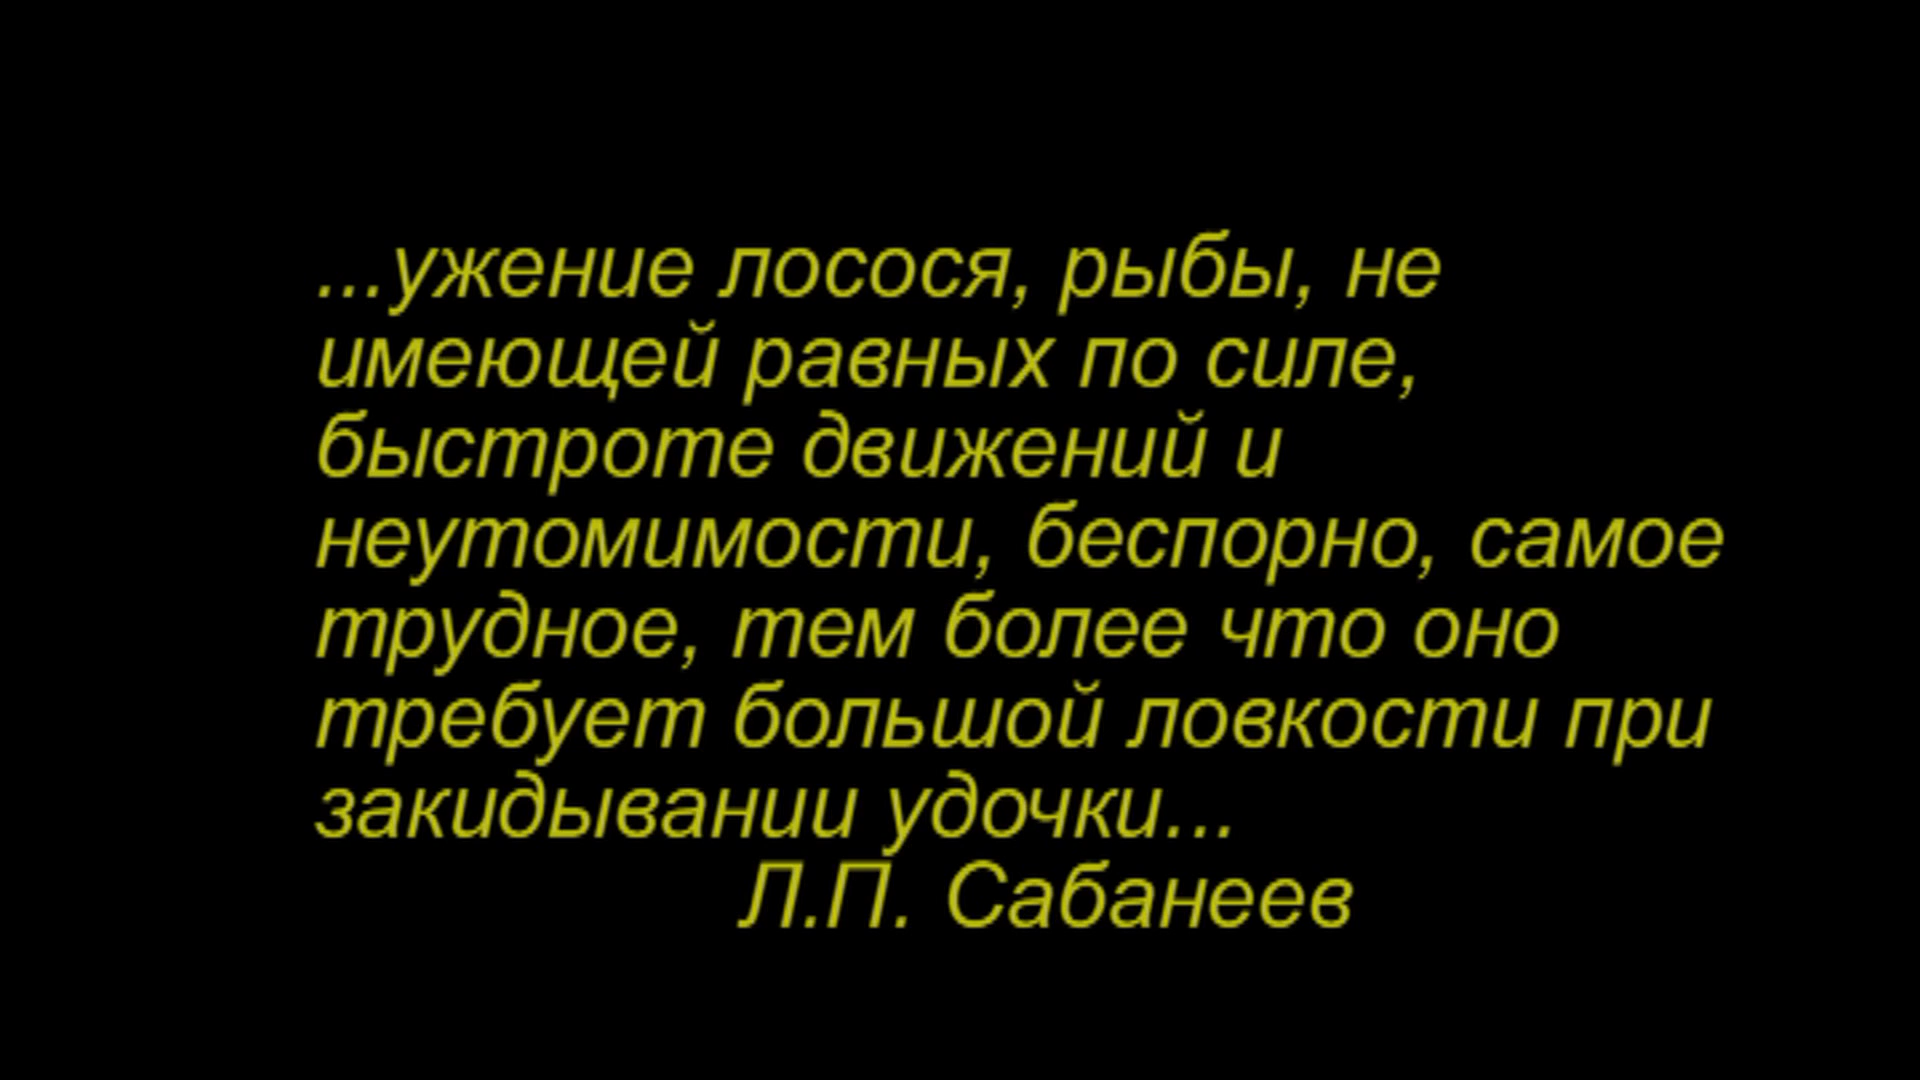 ...ужение лосося, рыбы, не
имеющей равных по силе,
быстроте движений и
неутомимости, бесспорно, самое
трудное, тем более что оно
требует большой ловкости при
закидывании удочки...
Л.П. Сабанеев